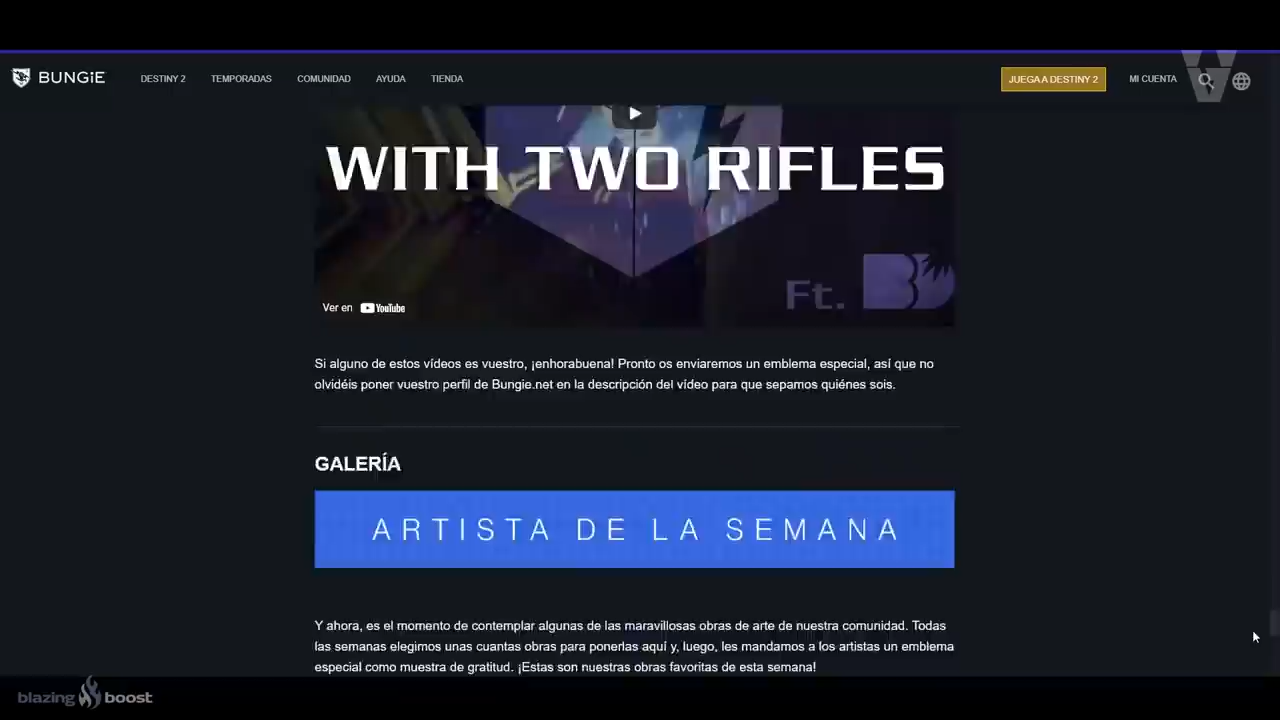 BUNGiE
DESTINY 2
TEMPORADAS
COMUNIDAD
AYUDA
TIENDA
JUEGA A DESTINY 2
MI CUENTA
WITH TWO RIFLES
Ft.
Ver en YouTube
Si alguno de estos vídeos es vuestro, ¡enhorabuena! Pronto os enviaremos un emblema especial, así que no
olvidéis poner vuestro perfil de Bungie.net en la descripción del vídeo para que sepamos quiénes sois.
GALERÍA
ARTISTA DE LA SEMANA
Y ahora, es el momento de contemplar algunas de las maravillosas obras de arte de nuestra comunidad. Todas
las semanas elegimos unas cuantas obras para ponerlas aquí y, luego, les mandamos a los artistas un emblema
especial como muestra de gratitud. ¡Estas son nuestras obras favoritas de esta semana!
blazing boost